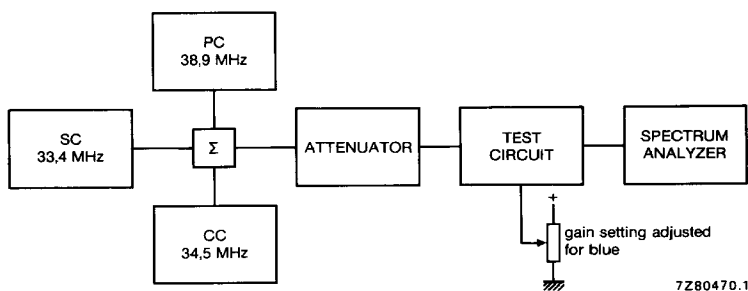 PC
38,9 MHz
SC
33,4 MHz
Σ
ATTENUATOR
TEST
CIRCUIT
SPECTRUM
ANALYZER
CC
34,5 MHz
+
gain setting adjusted
for blue
7Z80470.1